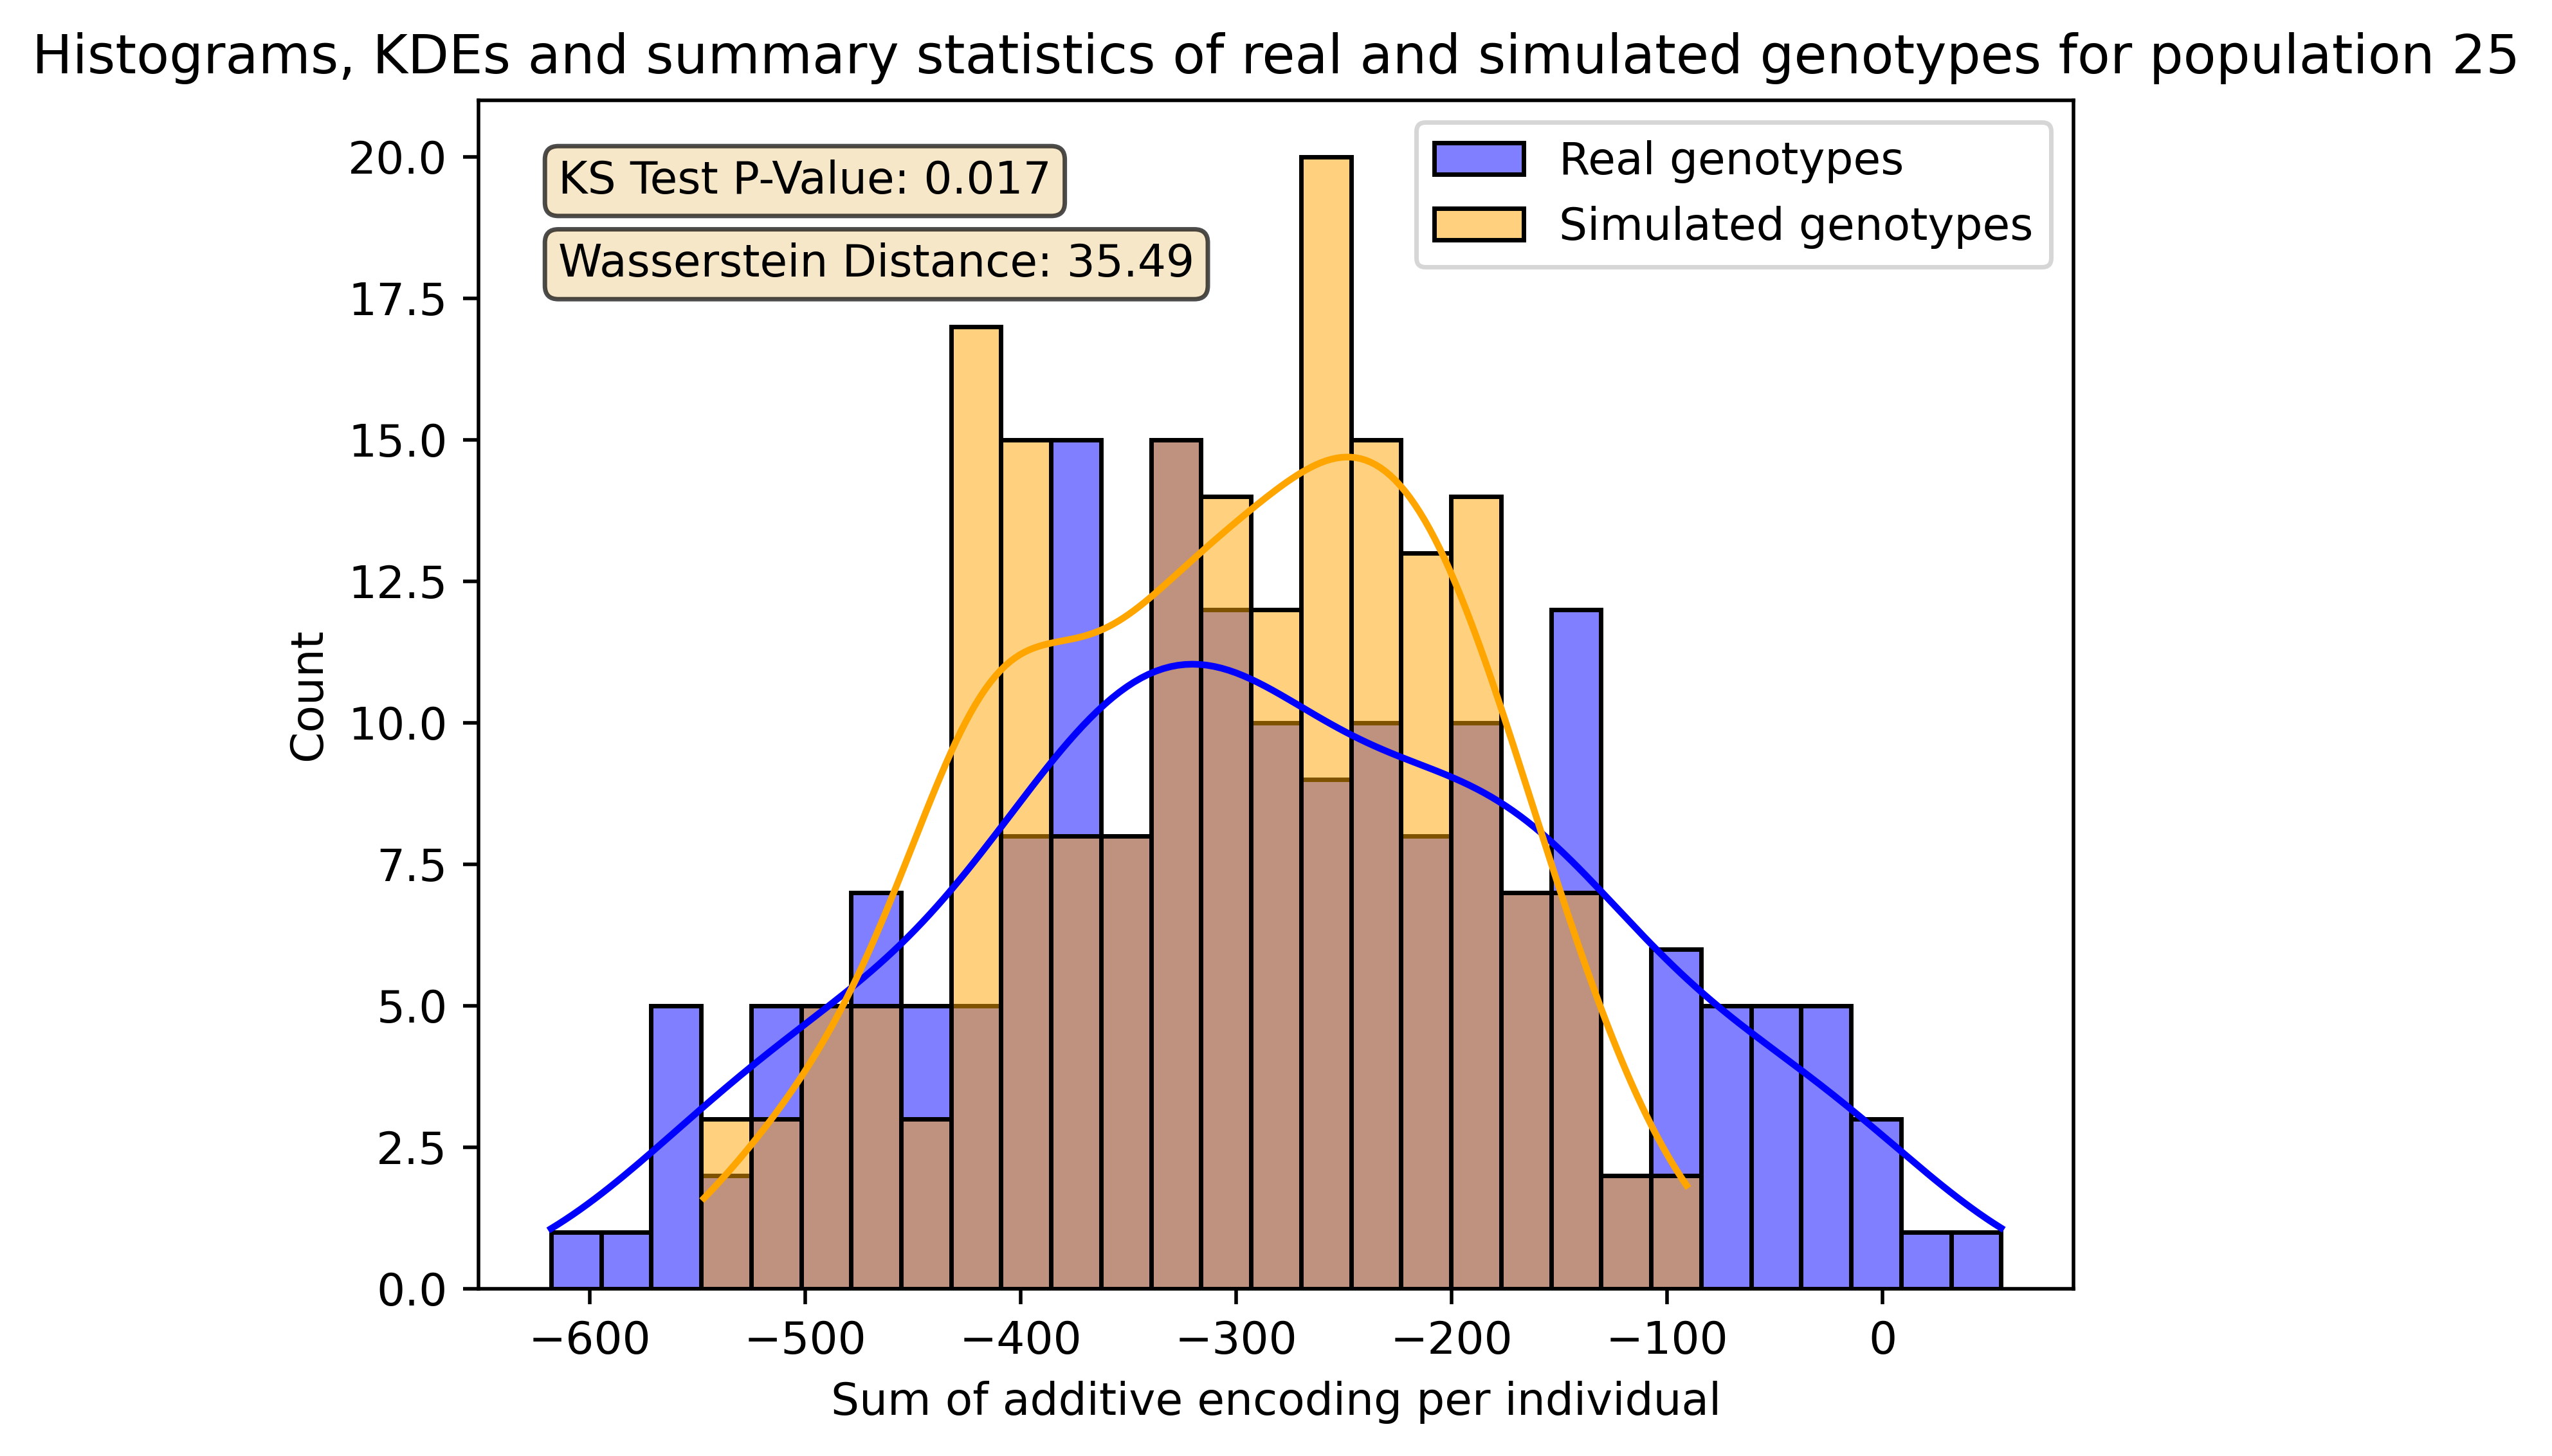 Histograms, KDEs and summary statistics of real and simulated genotypes for population 25
KS Test P-Value: 0.017
Wasserstein Distance: 35.49
Real genotypes
Simulated genotypes
20.0
17.5
15.0
12.5
10.0
7.5
5.0
2.5
0.0
Count
−600 −500 −400 −300 −200 −100 0
Sum of additive encoding per individual